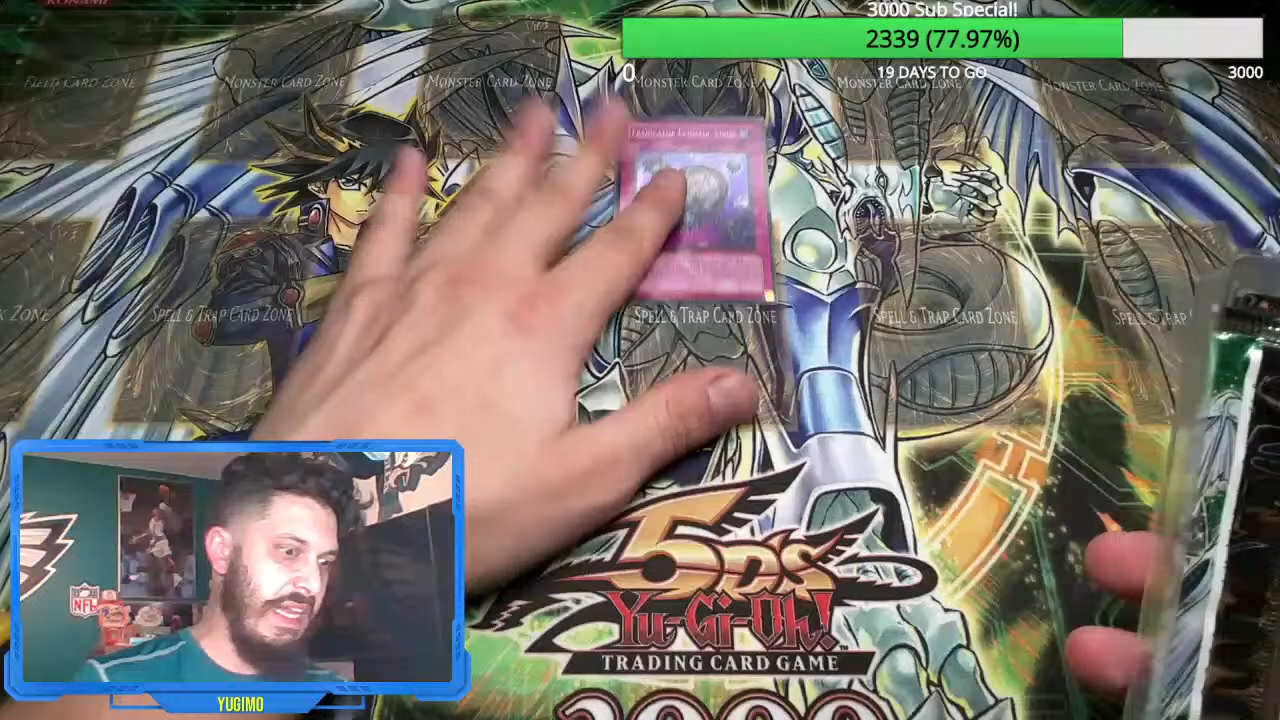 KONAMI
3000 Sub Special!
2339 (77.97%)
0
19 DAYS TO GO
3000
FIELD CARD ZONE
MONSTER CARD ZONE
MONSTER CARD ZONE
MONSTER CARD ZONE
MONSTER CARD ZONE
MONSTER CARD ZONE
K ZONE
SPELL & TRAP CARD ZONE
SPELL & TRAP CARD ZONE
SPELL & TRAP CARD ZONE
SPELL & TRAP
5D's
Yu-Gi-Oh!
TRADING CARD GAME
2009
NFL
YUGIMO